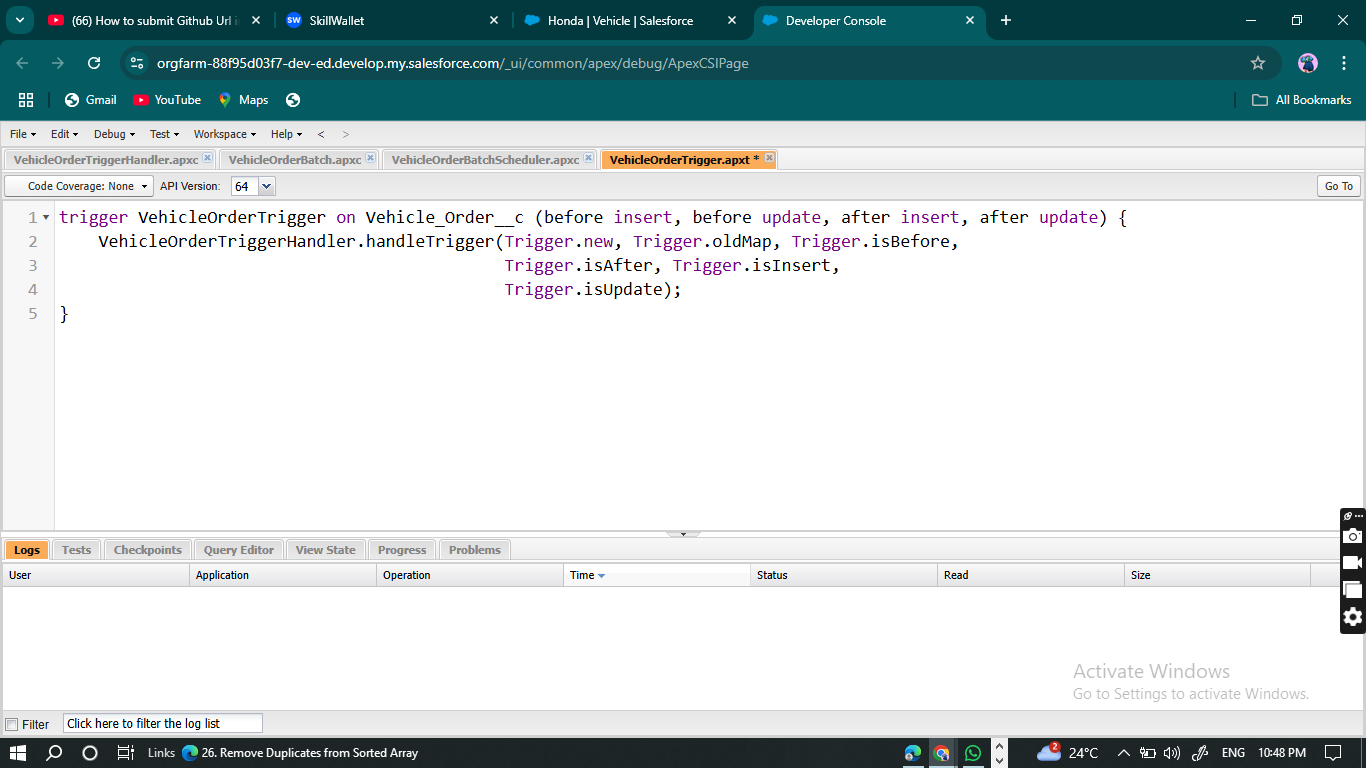 (66) How to submit Github Url i
SkillWallet
Honda | Vehicle | Salesforce
Developer Console
orgfarm-88f95d03f7-dev-ed.develop.my.salesforce.com/_ui/common/apex/debug/ApexCSIPage
Gmail
YouTube
Maps
All Bookmarks
File
Edit
Debug
Test
Workspace
Help
<
>
VehicleOrderTriggerHandler.apxc
VehicleOrderBatch.apxc
VehicleOrderBatchScheduler.apxc
VehicleOrderTrigger.apxt *
Code Coverage: None
API Version:
64
Go To
1 trigger VehicleOrderTrigger on Vehicle_Order__c (before insert, before update, after insert, after update) {
2 VehicleOrderTriggerHandler.handleTrigger(Trigger.new, Trigger.oldMap, Trigger.isBefore,
3 Trigger.isAfter, Trigger.isInsert,
4 Trigger.isUpdate);
5 }
Logs
Tests
Checkpoints
Query Editor
View State
Progress
Problems
User
Application
Operation
Time
Status
Read
Size
Activate Windows
Go to Settings to activate Windows.
Filter
Click here to filter the log list
Links
26. Remove Duplicates from Sorted Array
2
24°C
ENG
10:48 PM